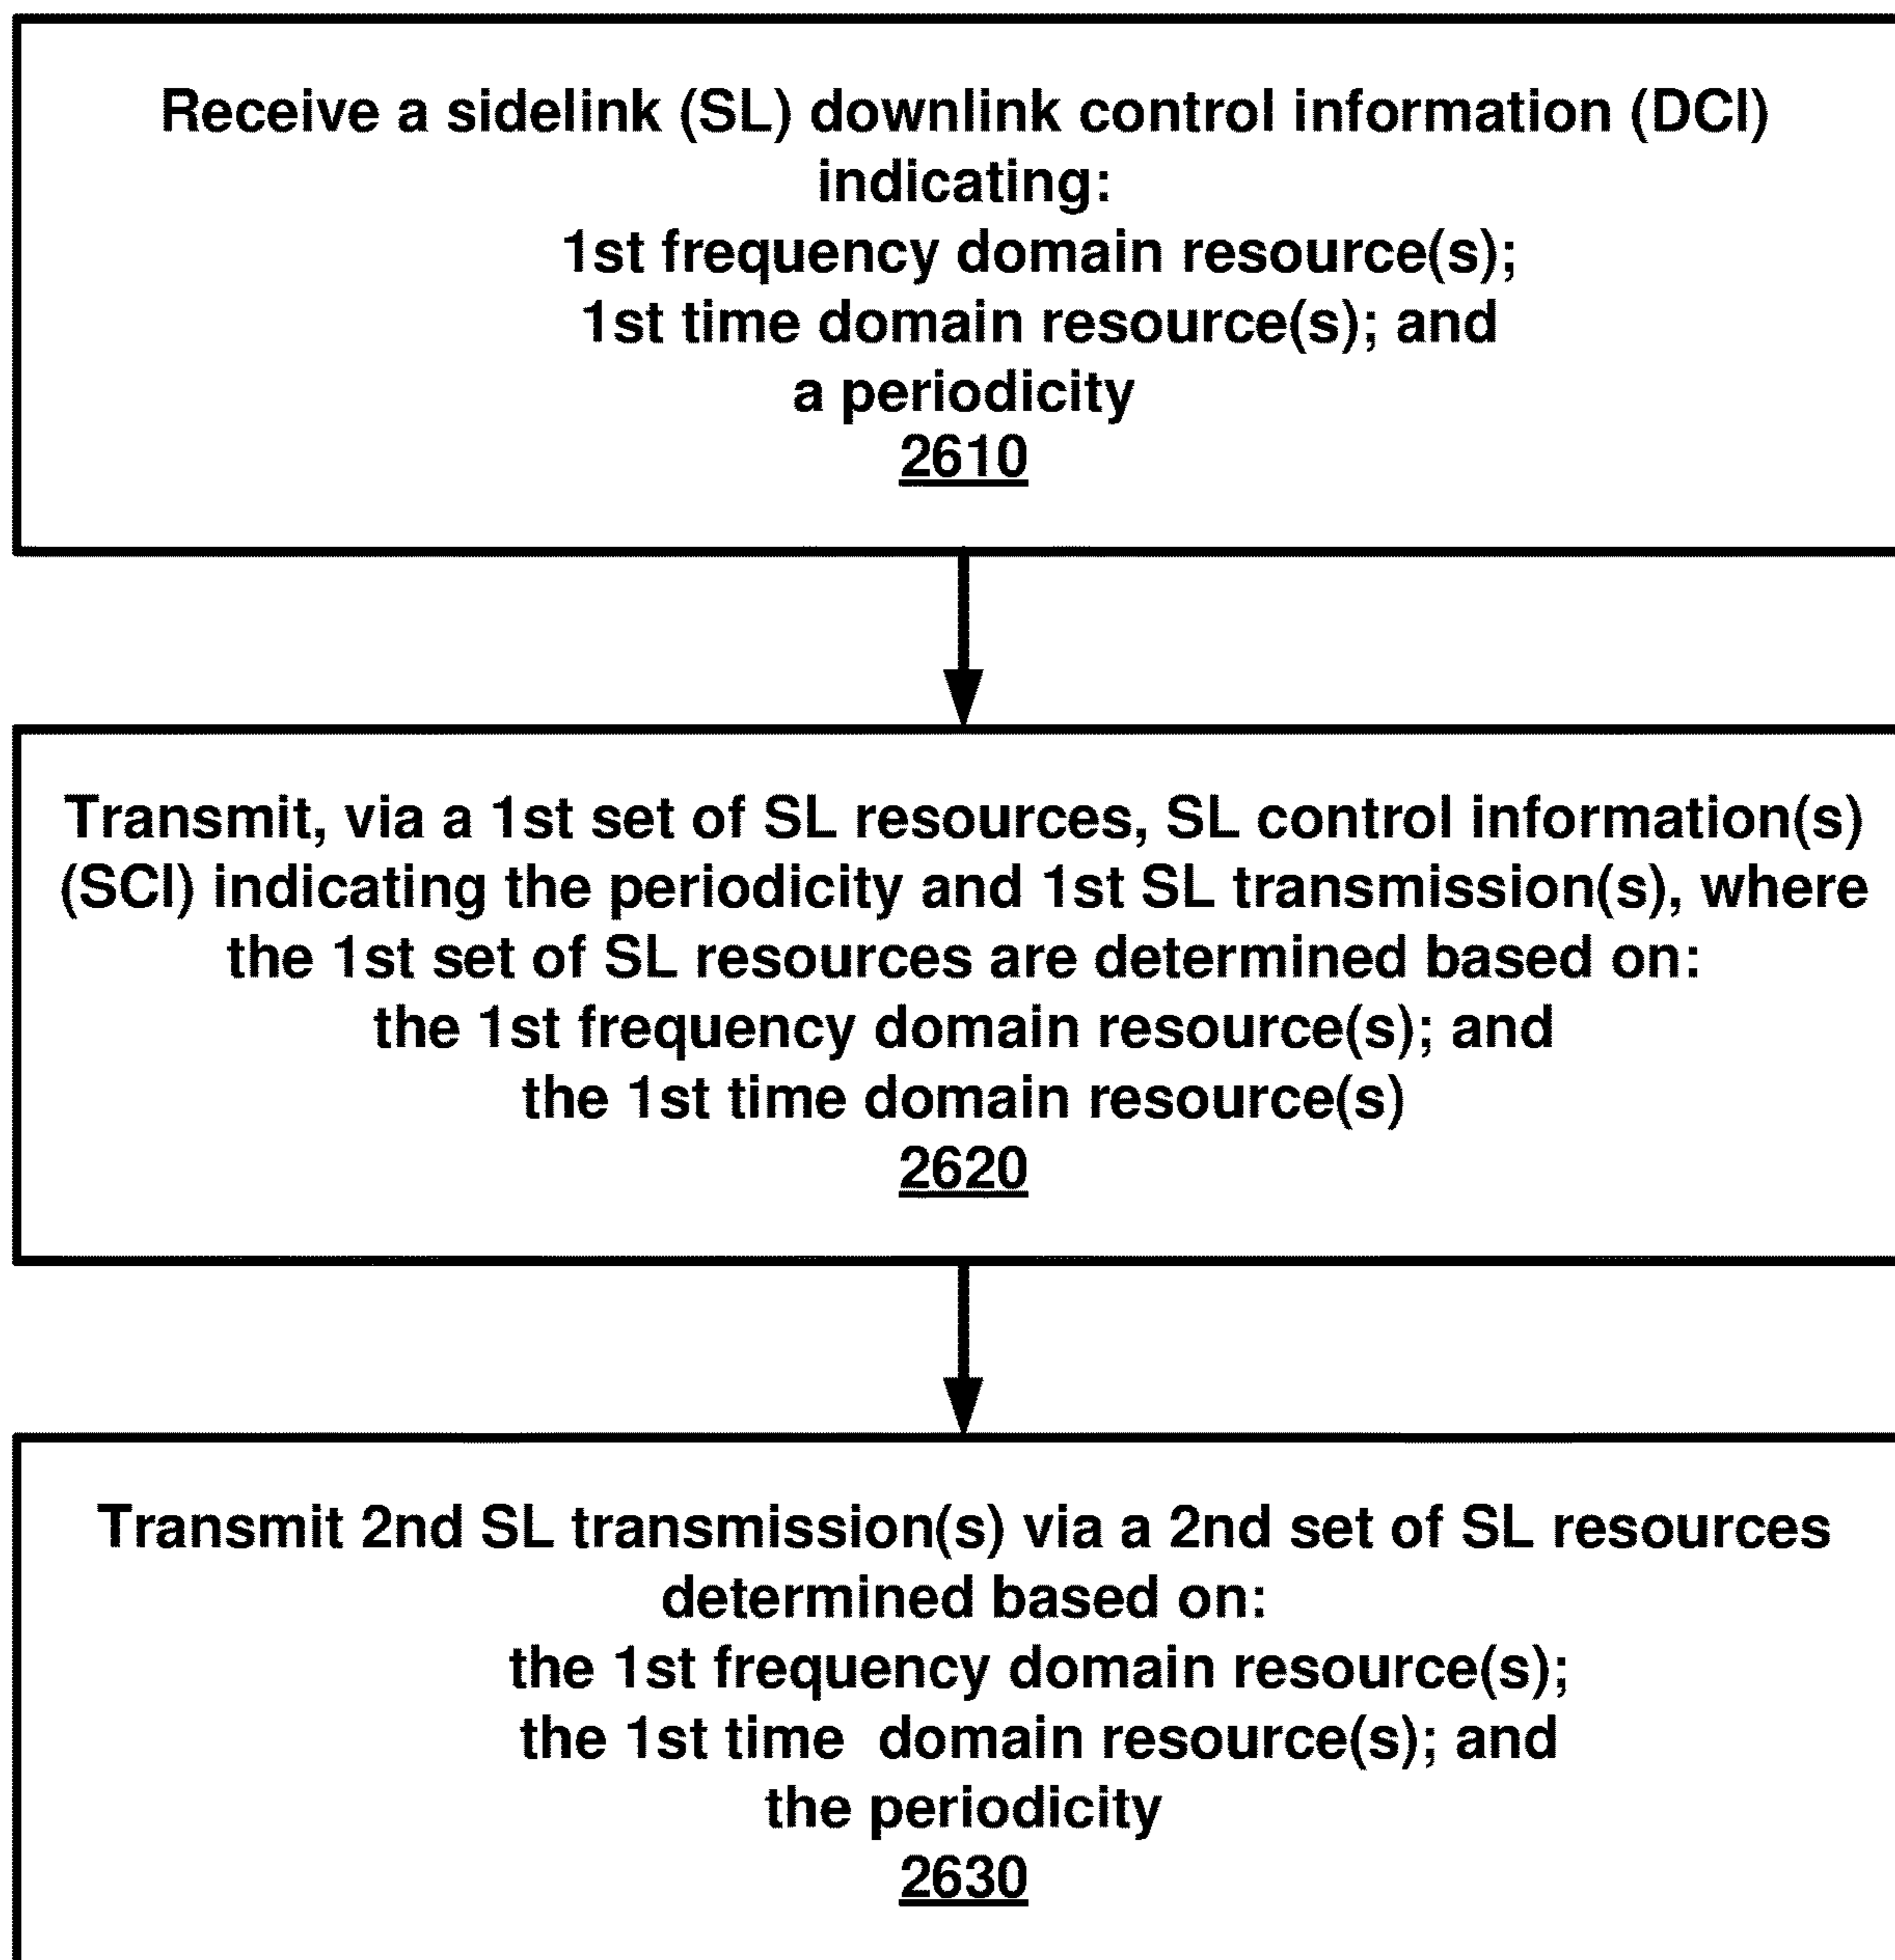 Receive a sidelink (SL) downlink control information (DCI)
indicating:
1st frequency domain resource(s);
1st time domain resource(s); and
a periodicity
2610
Transmit, via a 1st set of SL resources, SL control information(s)
(SCI) indicating the periodicity and 1st SL transmission(s), where
the 1st set of SL resources are determined based on:
the 1st frequency domain resource(s); and
the 1st time domain resource(s)
2620
Transmit 2nd SL transmission(s) via a 2nd set of SL resources
determined based on:
the 1st frequency domain resource(s);
the 1st time  domain resource(s); and
the periodicity
2630